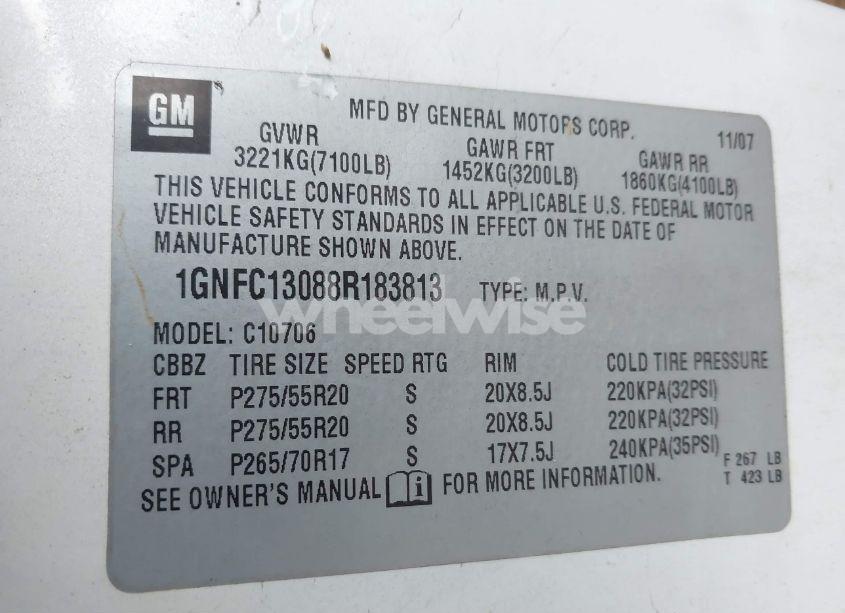 GM
MFD BY GENERAL MOTORS CORP. 11/07
GVWR GAWR FRT GAWR RR
3221KG(7100LB) 1452KG(3200LB) 1860KG(4100LB)
THIS VEHICLE CONFORMS TO ALL APPLICABLE U.S. FEDERAL MOTOR
VEHICLE SAFETY STANDARDS IN EFFECT ON THE DATE OF
MANUFACTURE SHOWN ABOVE.
1GNFC13088R183813 TYPE: M.P.V.
wheelwise
MODEL: C10706
CBBZ TIRE SIZE SPEED RTG RIM COLD TIRE PRESSURE
FRT P275/55R20 S 20X8.5J 220KPA(32PSI)
RR P275/55R20 S 20X8.5J 220KPA(32PSI)
SPA P265/70R17 S 17X7.5J 240KPA(35PSI)
F 267 LB
T 423 LB
SEE OWNER'S MANUAL i FOR MORE INFORMATION.